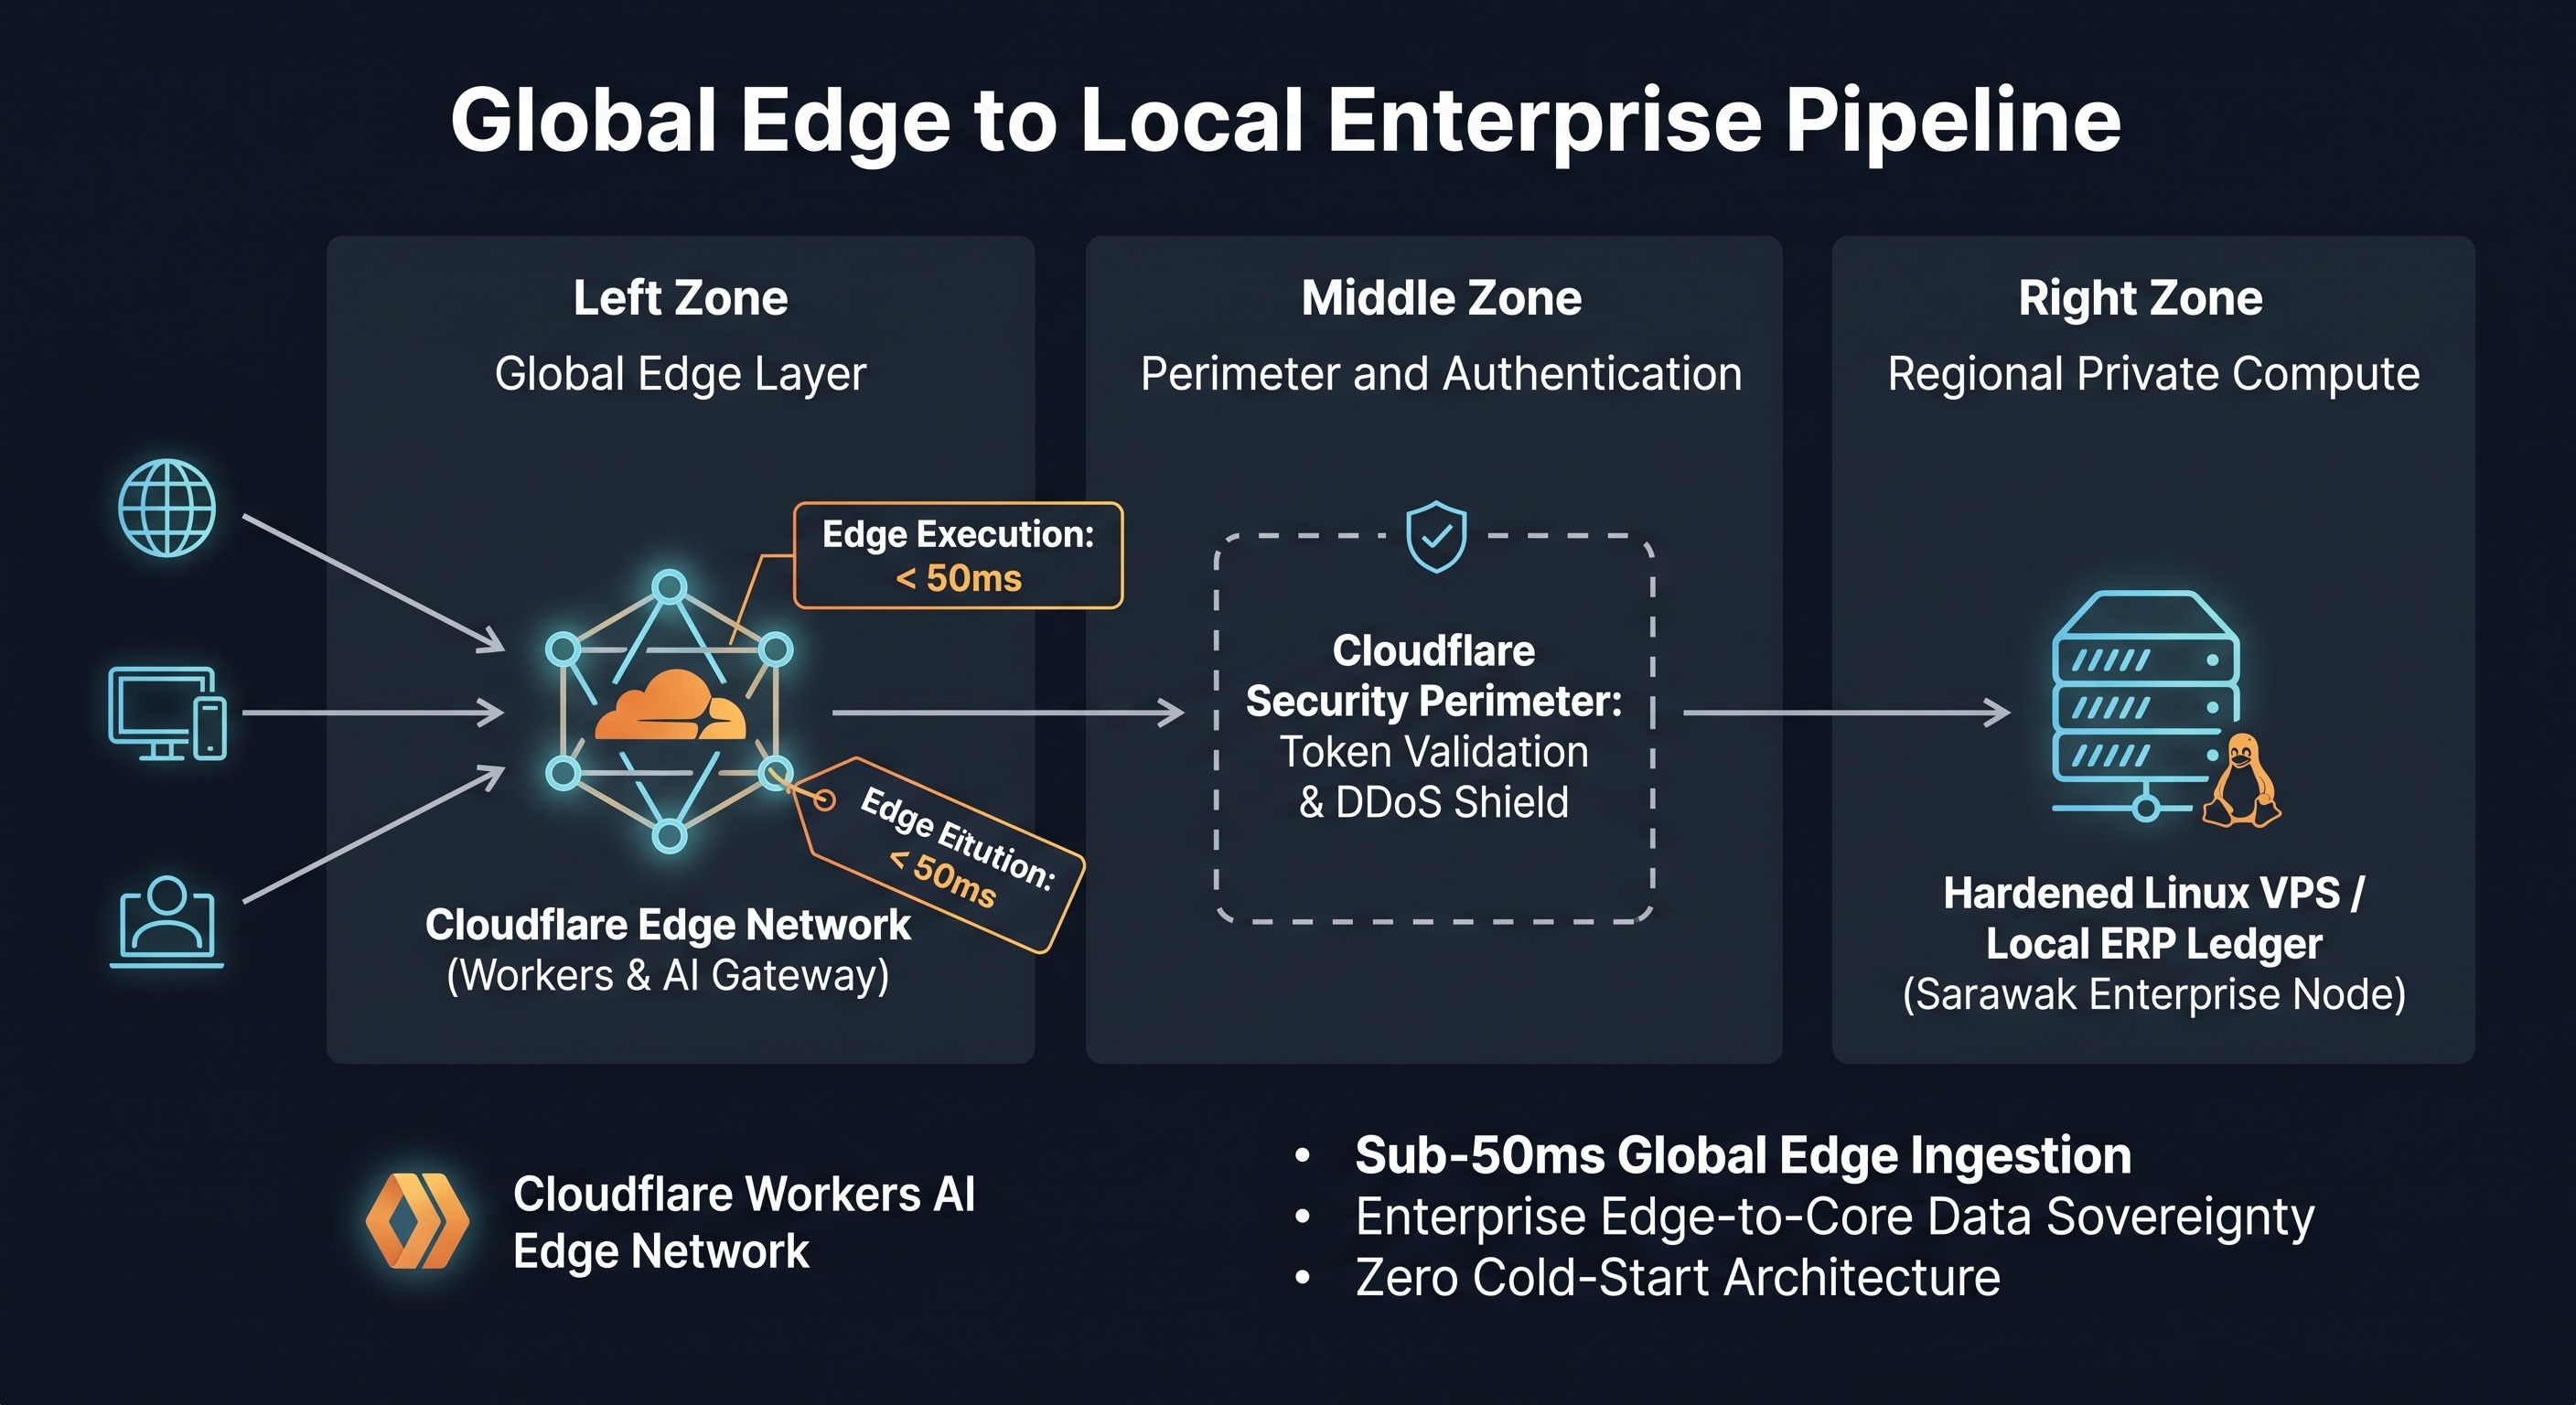 Global Edge to Local Enterprise Pipeline
Left Zone
Global Edge Layer
Edge Execution:
< 50ms
Edge Eitution:
< 50ms
Cloudflare Edge Network
(Workers & AI Gateway)
Middle Zone
Perimeter and Authentication
Cloudflare
Security Perimeter:
Token Validation
& DDoS Shield
Right Zone
Regional Private Compute
Hardened Linux VPS /
Local ERP Ledger
(Sarawak Enterprise Node)
Cloudflare Workers AI
Edge Network
• Sub-50ms Global Edge Ingestion
• Enterprise Edge-to-Core Data Sovereignty
• Zero Cold-Start Architecture